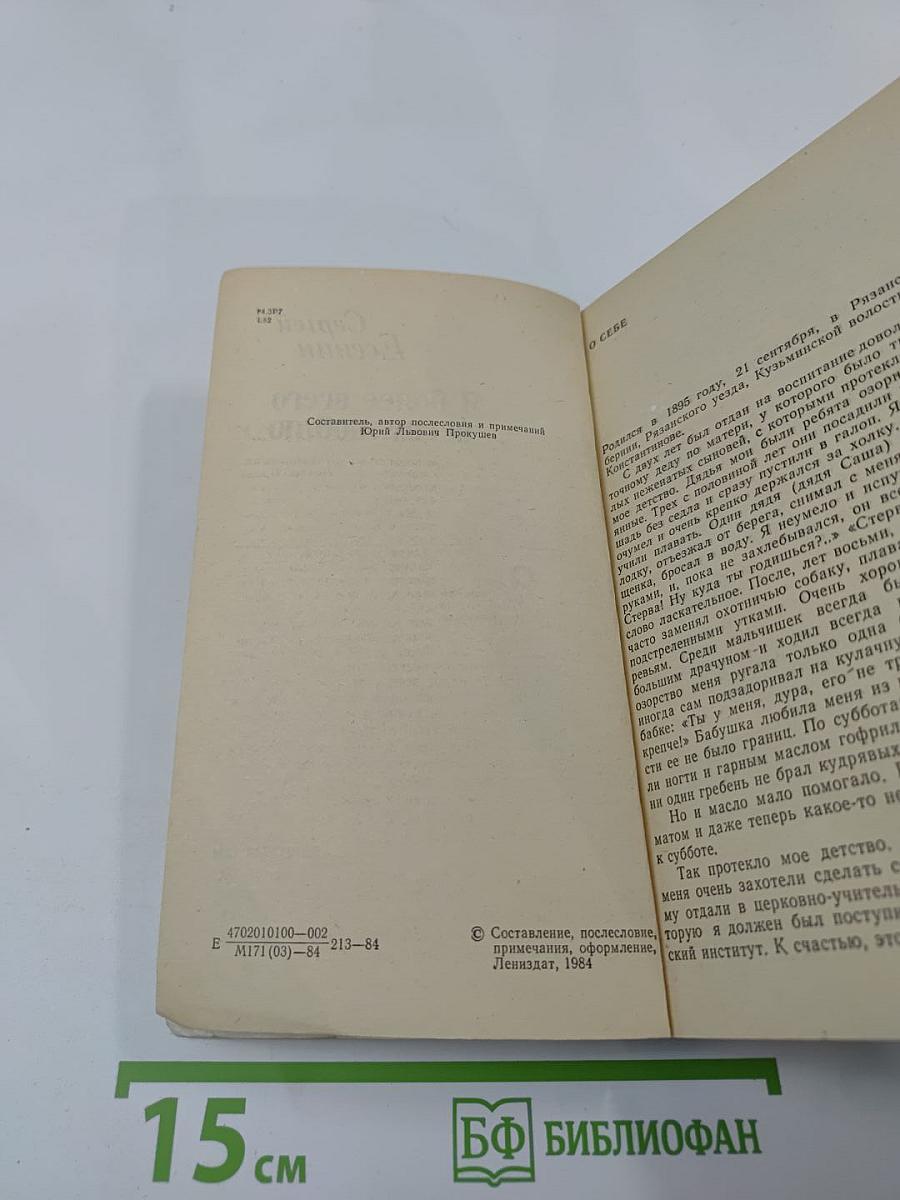 Р4.3Р7
Е82
Составитель, автор послесловия и примечаний
Юрий Львович Прокушев
Е 4702010100—002
М171(03)—84 213—84
© Составление, послесловие,
примечания, оформление,
Лениздат, 1984
О СЕБЕ
Родился в 1895 году, 21 сентября, в Рязанс
бернии, Рязанского уезда, Кузьминской волост
Константинове.
С двух лет был отдан на воспитание довол
точному деду по матери, у которого было т
лых неженатых сыновей, с которыми протекл
мое детство. Дядья мои были ребята озорн
янные. Трех с половиной лет они посадили
шадь без седла и сразу пустили в галоп. Я
очумел и очень крепко держался за холку.
учили плавать. Один дядя (дядя Саша)
лодку, отъезжал от берега, снимал с меня
щенка, бросал в воду. Я неумело и испу
руками, и, пока не захлебывался, он все
Стерва! Ну куда ты годишься?..» «Стерв
слово ласкательное. После, лет восьми,
часто заменял охотничью собаку, плава
подстреленными утками. Очень хоро
ревьям. Среди мальчишек всегда бы
большим драчуном и ходил всегда
озорство меня ругала только одна
иногда сам подзадоривал на кулачну
бабке: «Ты у меня, дура, его не тр
крепче!» Бабушка любила меня из
сти ее не было границ. По суббота
ли ногти и гарным маслом гофрил
ни один гребень не брал кудрявых
Но и масло мало помогало.
матом и даже теперь какое-то не
к субботе.
Так протекло мое детство.
меня очень захотели сделать с
му отдали в церковно-учитель
торую я должен был поступи
ский институт. К счастью, это
15 см
БФ БИБЛИОФАН